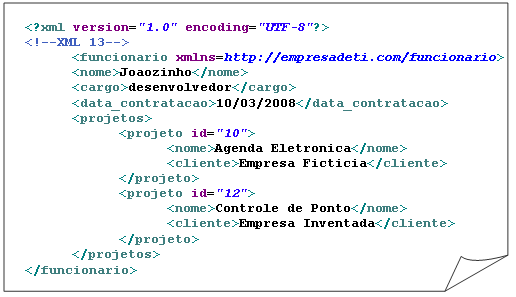 <?xml version="1.0" encoding="UTF-8"?>
<!--XML 13-->
<funcionario xmlns=http://empresadeti.com/funcionario>
<nome>Joaozinho</nome>
<cargo>desenvolvedor</cargo>
<data_contratacao>10/03/2008</data_contratacao>
<projetos>
<projeto id="10">
<nome>Agenda Eletronica</nome>
<cliente>Empresa Ficticia</cliente>
</projeto>
<projeto id="12">
<nome>Controle de Ponto</nome>
<cliente>Empresa Inventada</cliente>
</projeto>
</projetos>
</funcionario>